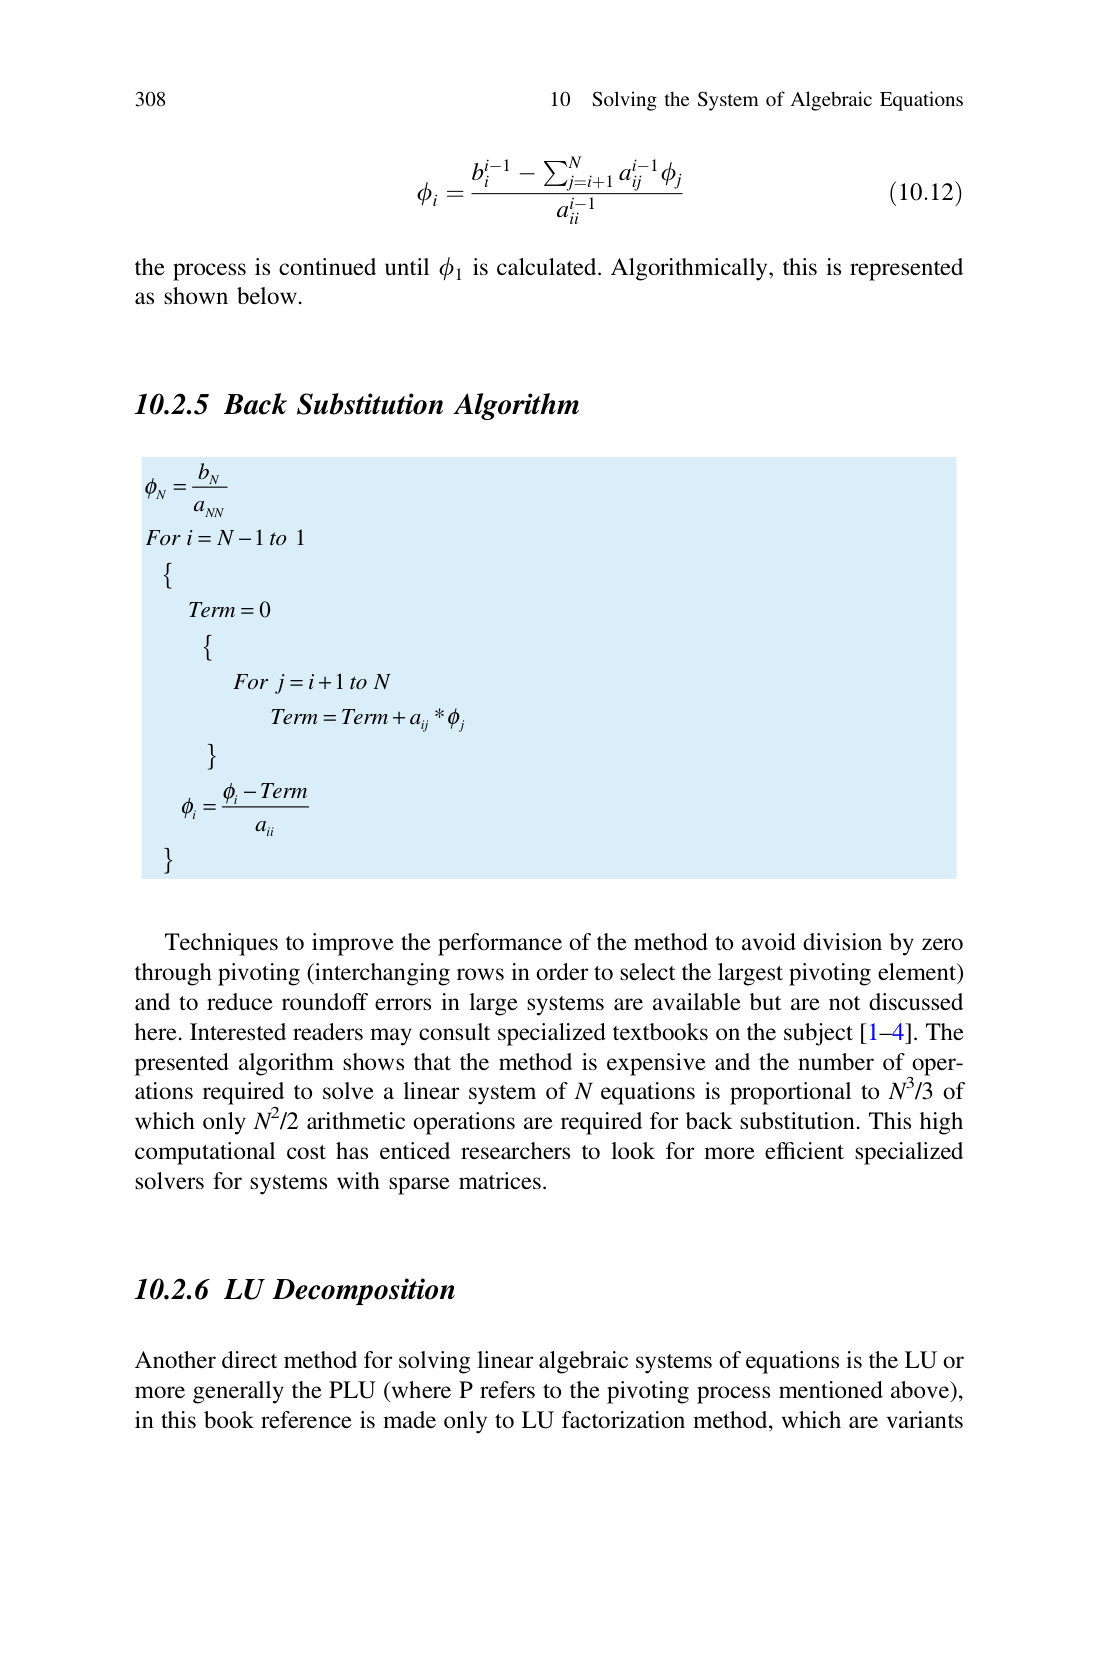 308 10 Solving the System of Algebraic Equations
ϕ_i = \frac{b_i^{i−1} − ∑_{j=i+1}^{N} a_{ij}^{i−1} ϕ_j}{a_{ii}^{i−1}} (10.12)
the process is continued until ϕ_1 is calculated. Algorithmically, this is represented
as shown below.
10.2.5 Back Substitution Algorithm
ϕ_N = \frac{b_N}{a_{NN}}
For i = N − 1 to 1
{
Term = 0
{
For j = i + 1 to N
Term = Term + a_{ij} * ϕ_j
}
ϕ_i = \frac{ϕ_i − Term}{a_{ii}}
}
Techniques to improve the performance of the method to avoid division by zero
through pivoting (interchanging rows in order to select the largest pivoting element)
and to reduce roundoff errors in large systems are available but are not discussed
here. Interested readers may consult specialized textbooks on the subject [1–4]. The
presented algorithm shows that the method is expensive and the number of oper-
ations required to solve a linear system of N equations is proportional to N^3/3 of
which only N^2/2 arithmetic operations are required for back substitution. This high
computational cost has enticed researchers to look for more efficient specialized
solvers for systems with sparse matrices.
10.2.6 LU Decomposition
Another direct method for solving linear algebraic systems of equations is the LU or
more generally the PLU (where P refers to the pivoting process mentioned above),
in this book reference is made only to LU factorization method, which are variants